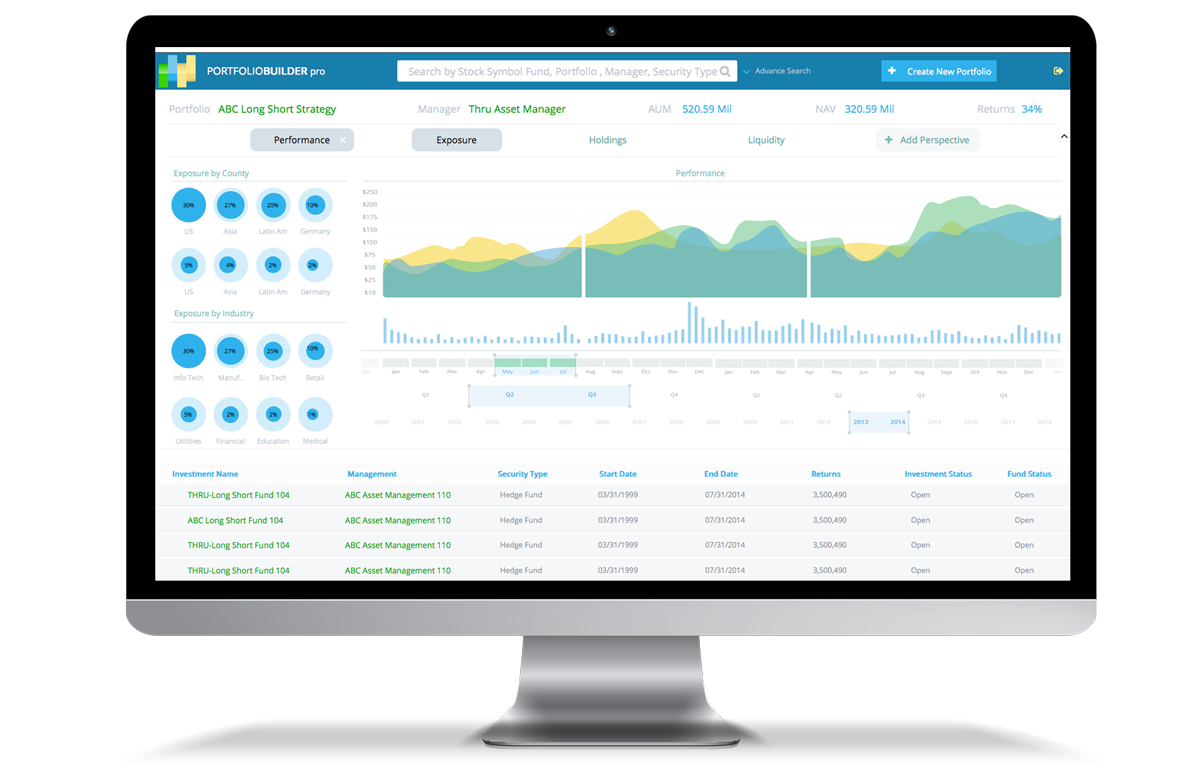 PORTFOLIOBUILDER pro
Search by Stock Symbol Fund, Portfolio , Manager, Security Type
Advance Search
+ Create New Portfolio
Portfolio ABC Long Short Strategy
Manager Thru Asset Manager
AUM 520.59 Mil
NAV 320.59 Mil
Returns 34%
Performance x
Exposure
Holdings
Liquidity
+ Add Perspective
Exposure by County
30% 27% 20% 10%
US Asia Latin Am Germany
5% 4% 2% 2%
US Asia Latin Am Germany
Exposure by Industry
30% 27% 25% 10%
Info Tech Manuf.. Bio Tech Retail
5% 2% 2% 1%
Utilitlies Financial Education Medical
Performance
$250
$200
$175
$150
$100
$75
$50
$25
$10
Jan Feb Mar Apr May Jun Jul Aug Sept Oct Nov Dec Jan Feb Mar Apr May Jun Jul Aug Sept Oct Nov Dec
Q1 Q2 Q3 Q4 Q1 Q2 Q3 Q4
2000 2001 2002 2003 2004 2005 2006 2007 2008 2009 2010 2011 2012 2013 2014 2015 2016 2017 2018
Investment Name Management Security Type Start Date End Date Returns Investment Status Fund Status
THRU-Long Short Fund 104 ABC Asset Management 110 Hedge Fund 03/31/1999 07/31/2014 3,500,490 Open Open
ABC Long Short Fund 104 ABC Asset Management 110 Hedge Fund 03/31/1999 07/31/2014 3,500,490 Open Open
THRU-Long Short Fund 104 ABC Asset Management 110 Hedge Fund 03/31/1999 07/31/2014 3,500,490 Open Open
THRU-Long Short Fund 104 ABC Asset Management 110 Hedge Fund 03/31/1999 07/31/2014 3,500,490 Open Open